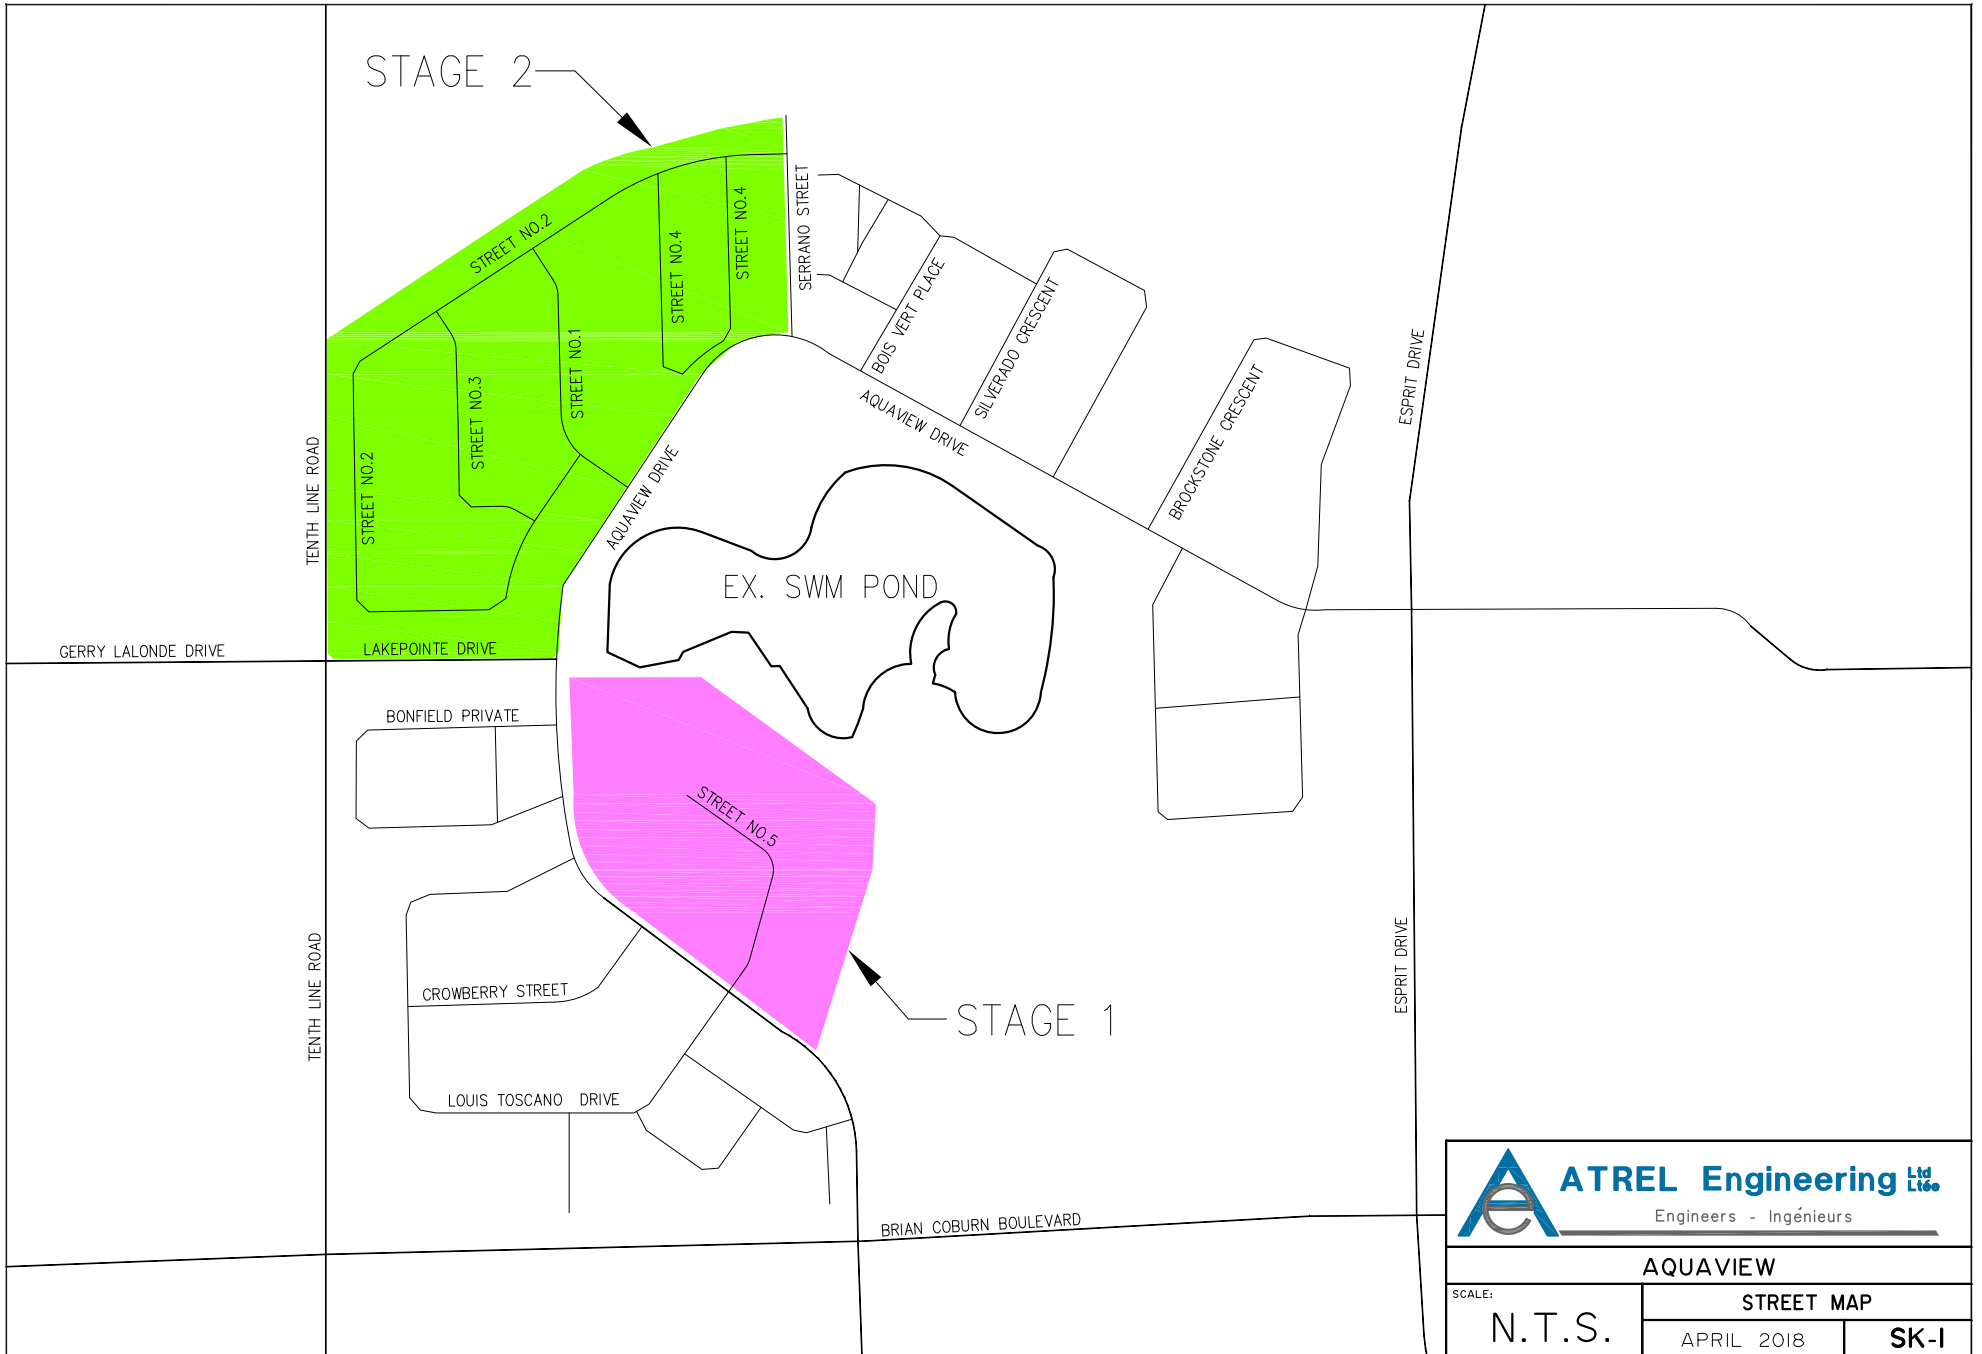 STAGE 2
STREET NO.2
STREET NO.4
STREET NO.4
SERRANO STREET
BOIS VERT PLACE
SILVERADO CRESCENT
AQUAVIEW DRIVE
BROCKSTONE CRESCENT
ESPRIT DRIVE
STREET NO.1
STREET NO.3
STREET NO.2
TENTH LINE ROAD
AQUAVIEW DRIVE
EX. SWM POND
GERRY LALONDE DRIVE
LAKEPOINTE DRIVE
BONFIELD PRIVATE
STREET NO.5
TENTH LINE ROAD
CROWBERRY STREET
STAGE 1
ESPRIT DRIVE
LOUIS TOSCANO DRIVE
BRIAN COBURN BOULEVARD
Ae
ATREL Engineering Ltd Ltée
Engineers - Ingénieurs
AQUAVIEW
SCALE:
N.T.S.
STREET MAP
APRIL 2018
SK-1